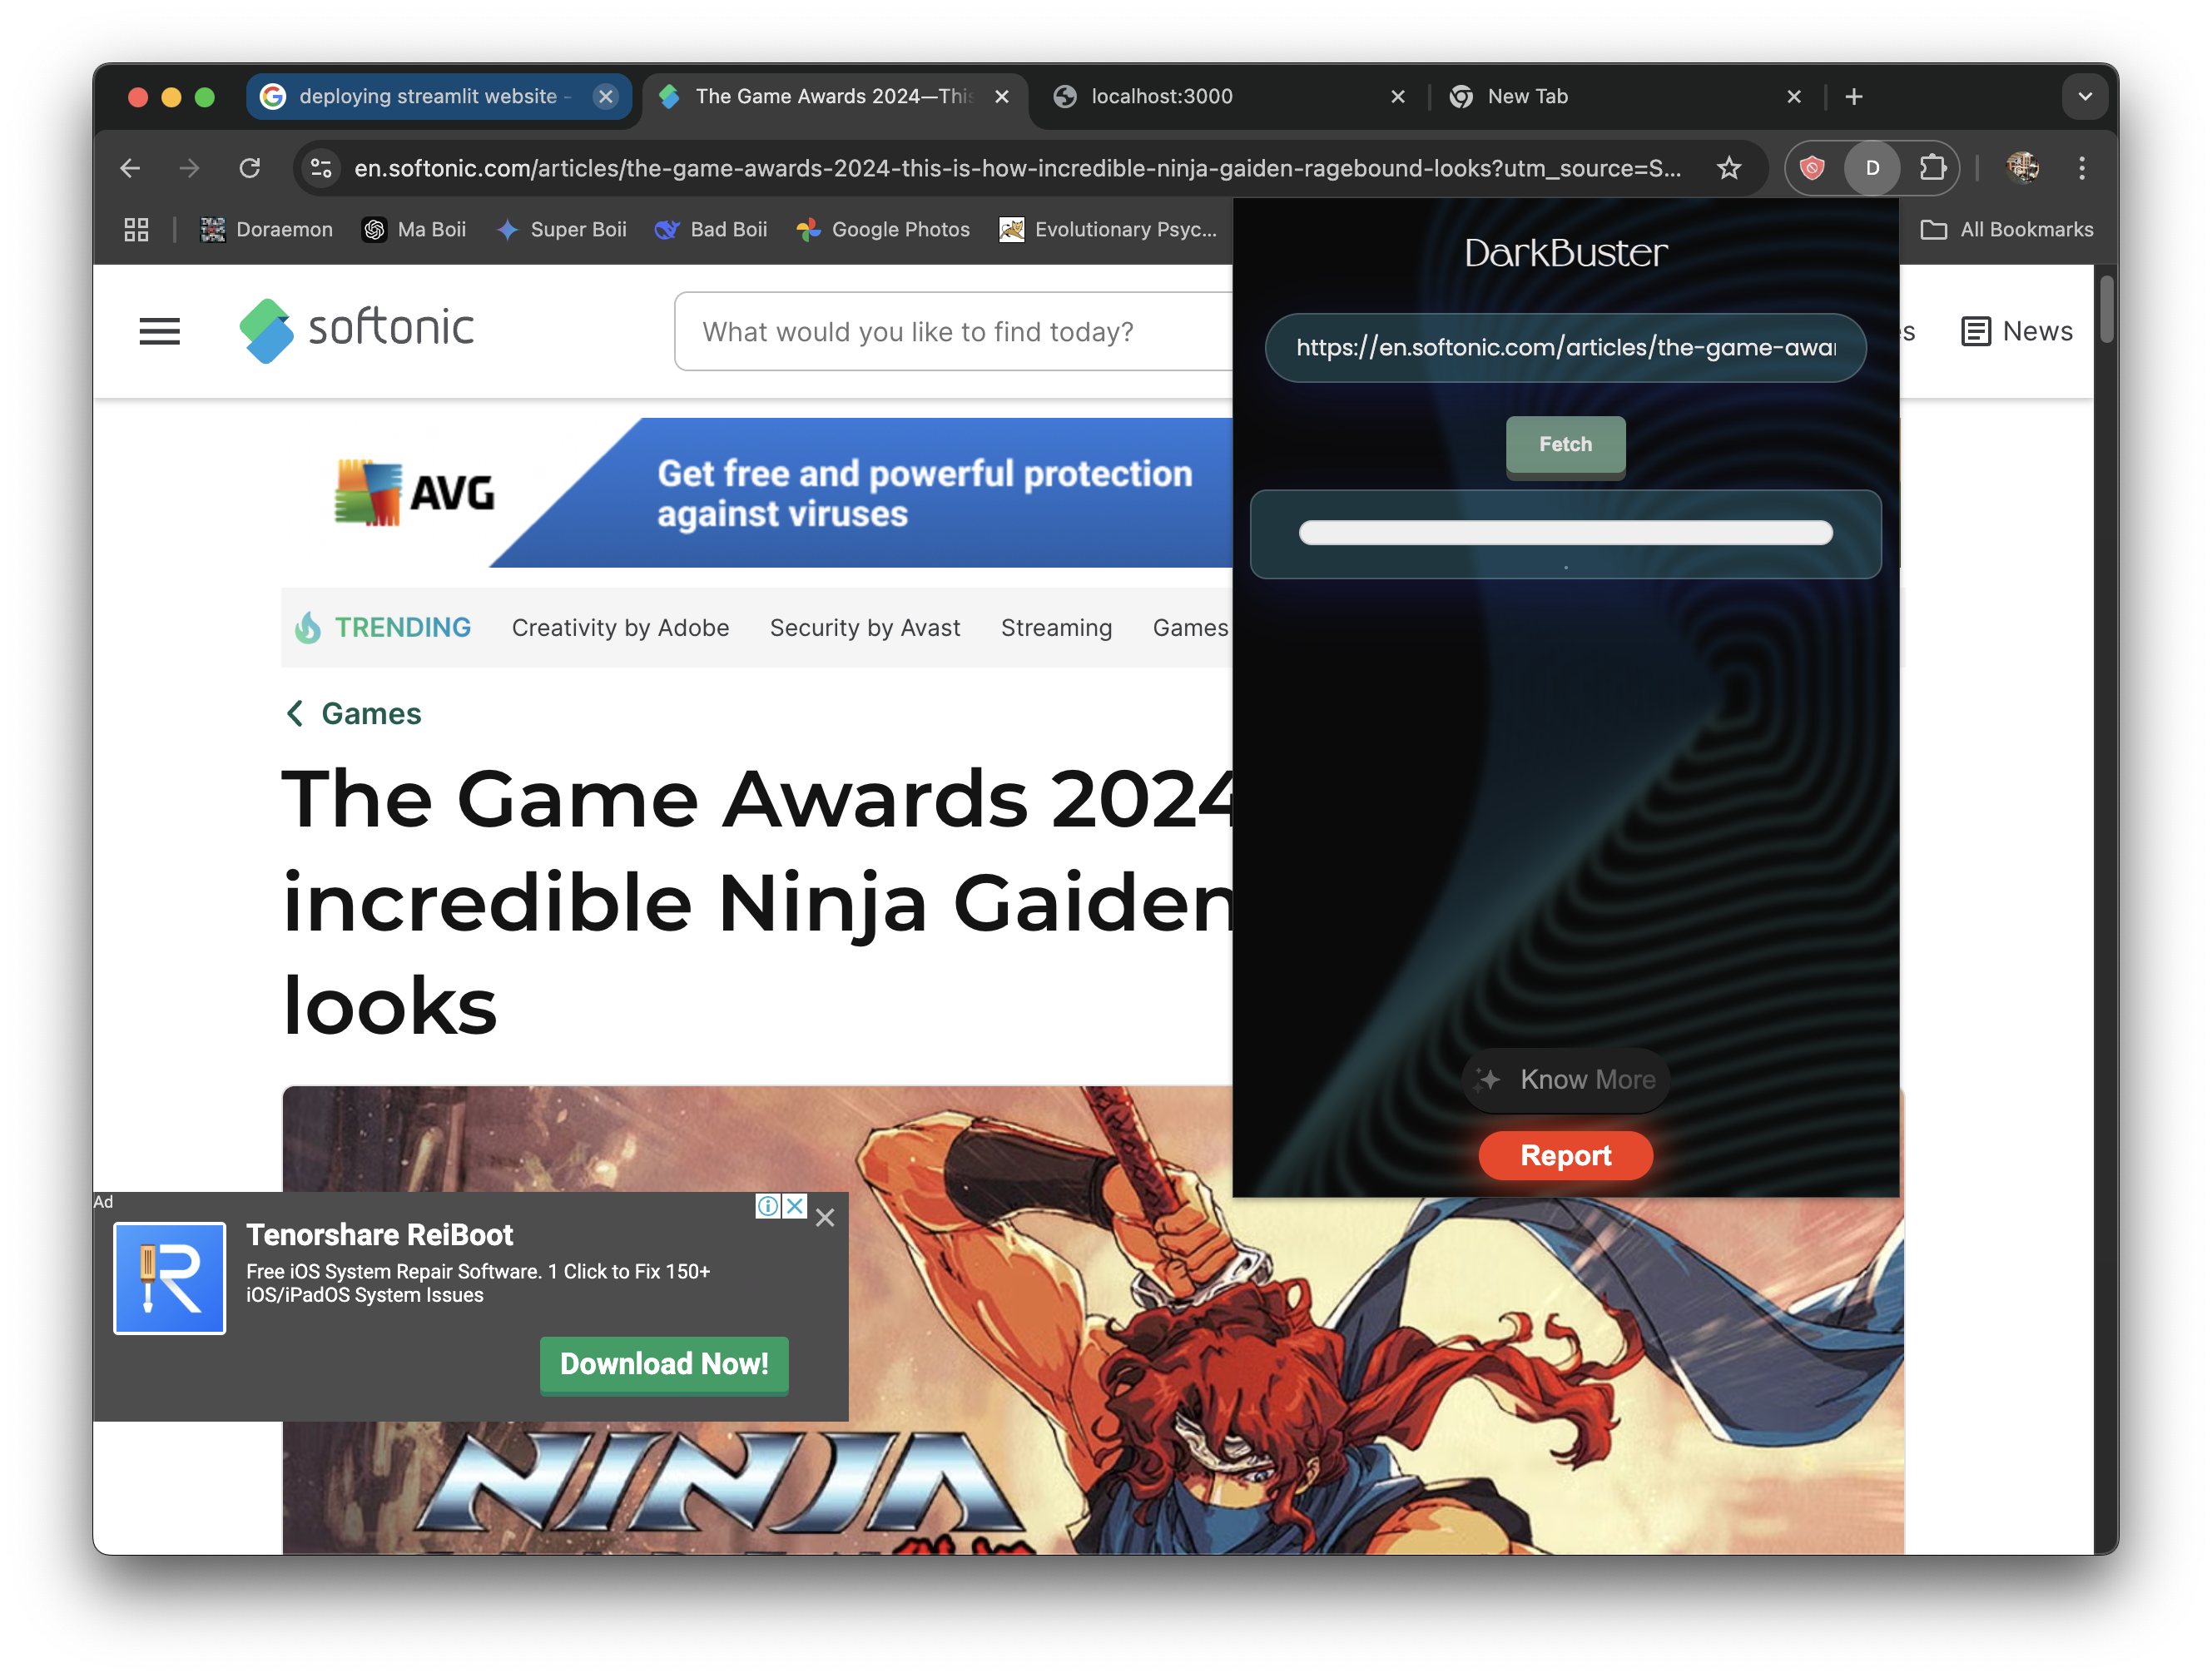 deploying streamlit website -
The Game Awards 2024—This
localhost:3000
New Tab
en.softonic.com/articles/the-game-awards-2024-this-is-how-incredible-ninja-gaiden-ragebound-looks?utm_source=S...
D
Doraemon
Ma Boii
Super Boii
Bad Boii
Google Photos
Evolutionary Psyc...
All Bookmarks
softonic
What would you like to find today?
News
AVG
Get free and powerful protection
against viruses
TRENDING
Creativity by Adobe
Security by Avast
Streaming
Games
Games
The Game Awards 2024
incredible Ninja Gaiden
looks
DarkBuster
https://en.softonic.com/articles/the-game-awar
Fetch
.
Know More
Report
Ad
Tenorshare ReiBoot
Free iOS System Repair Software. 1 Click to Fix 150+
iOS/iPadOS System Issues
Download Now!
NINJA